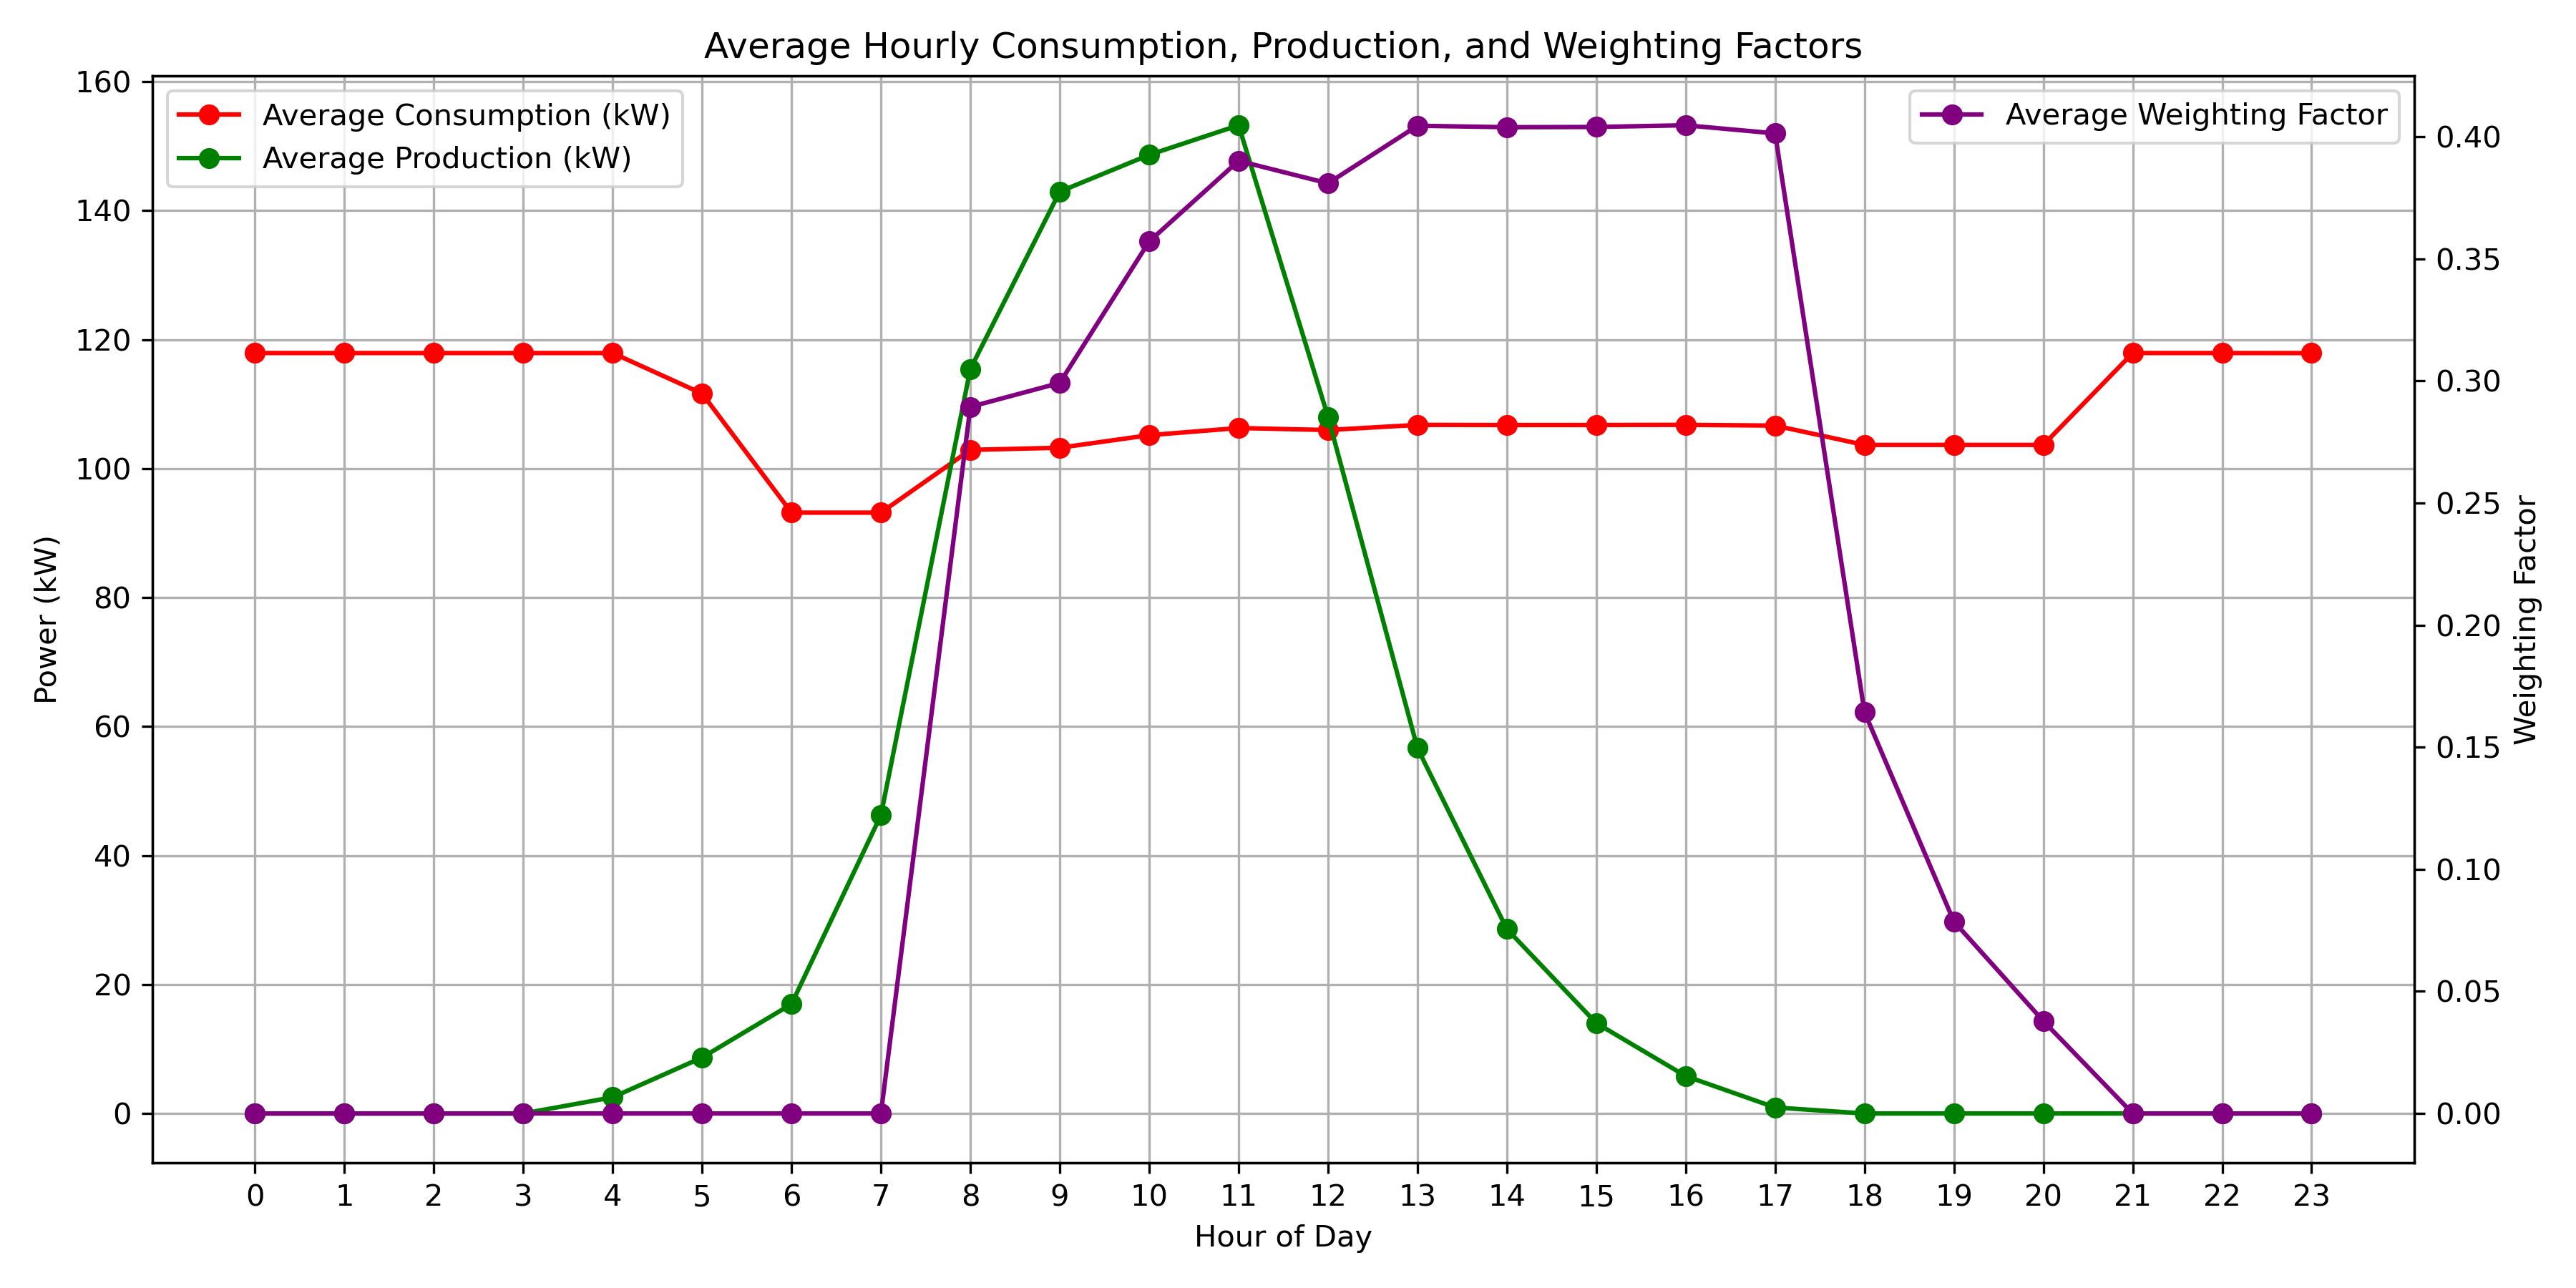 Average Hourly Consumption, Production, and Weighting Factors
Average Consumption (kW)
Average Production (kW)
Average Weighting Factor
160
140
120
100
80
60
40
20
0
Power (kW)
0.40
0.35
0.30
0.25
0.20
0.15
0.10
0.05
0.00
Weighting Factor
0 1 2 3 4 5 6 7 8 9 10 11 12 13 14 15 16 17 18 19 20 21 22 23
Hour of Day